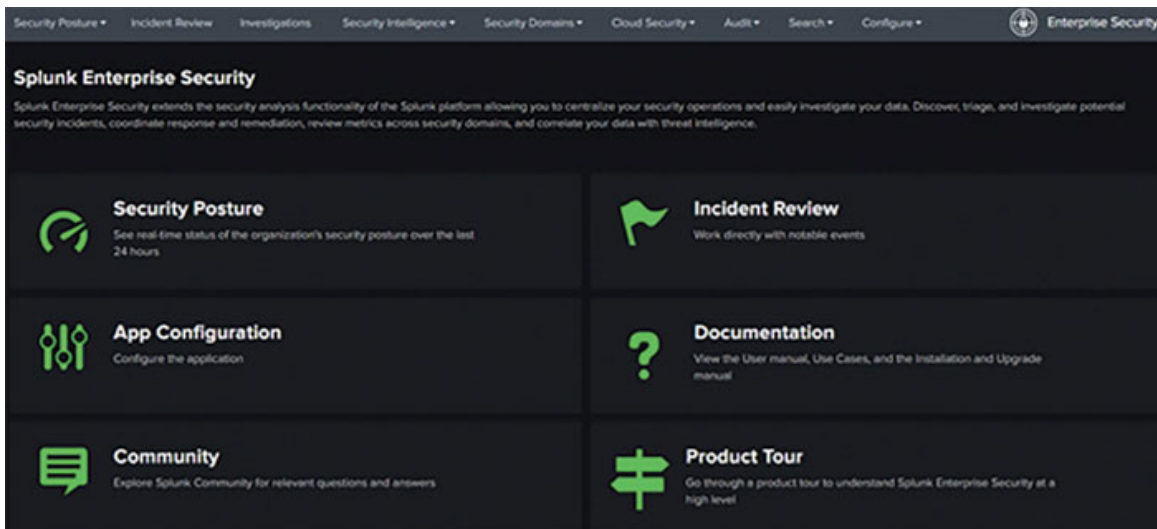 Security Posture Incident Review Investigations Security Intelligence Security Domains Cloud Security Audit Search Configure Enterprise Security
Splunk Enterprise Security
Splunk Enterprise Security extends the security analysis functionality of the Splunk platform allowing you to centralize your security operations and easily investigate your data. Discover, triage, and investigate potential
security incidents, coordinate response and remediation, review metrics across security domains, and correlate your data with threat intelligence.
Security Posture
See real-time status of the organization's security posture over the last
24 hours
Incident Review
Work directly with notable events
App Configuration
Configure the application
Documentation
View the User manual, Use Cases, and the Installation and Upgrade
manual
Community
Explore Splunk Community for relevant questions and answers
Product Tour
Go through a product tour to understand Splunk Enterprise Security at a
high level